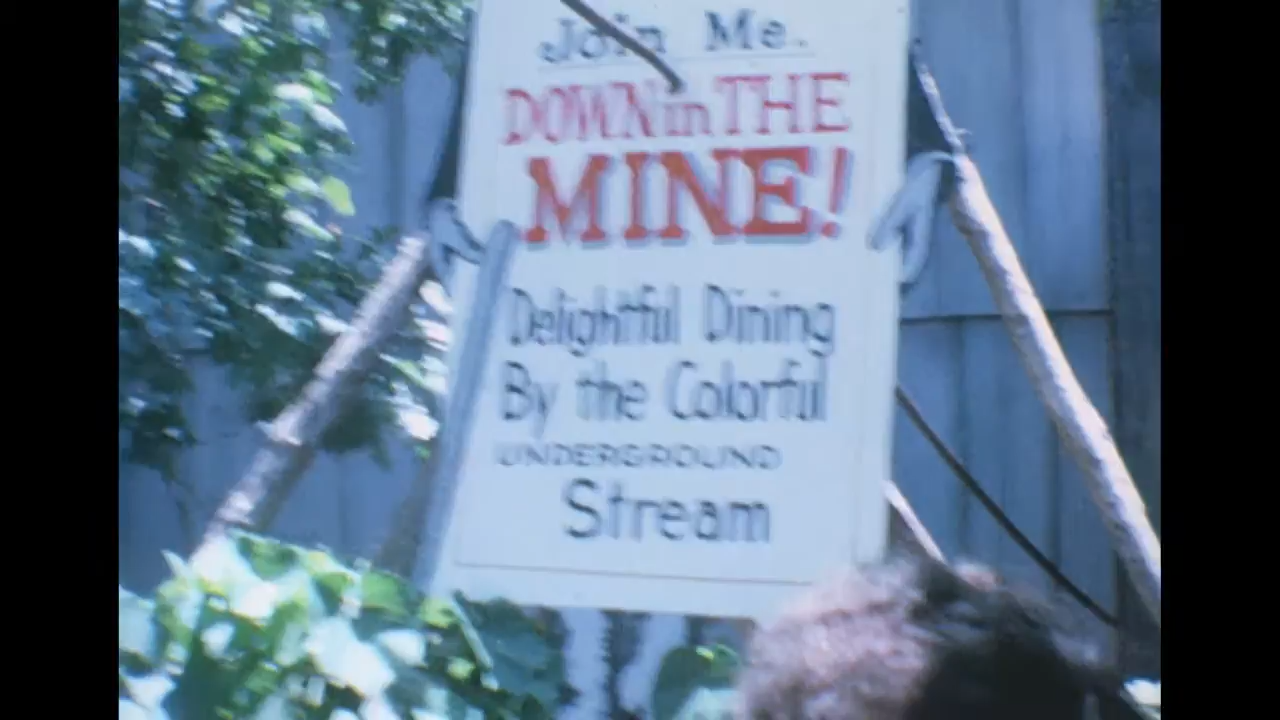 Join Me.
DOWN in THE
MINE!
Delightful Dining
By the Colorful
UNDERGROUND
Stream